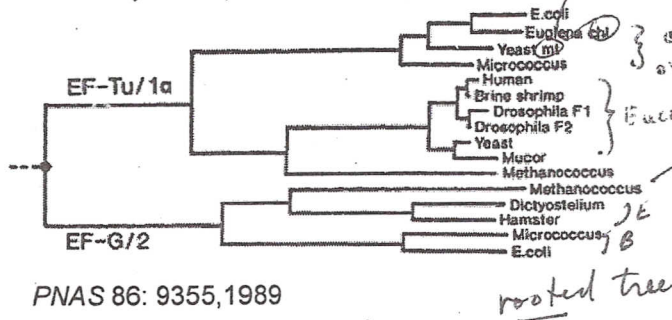 E.coli
Euglena chl
Yeast mt
Micrococcus
EF-Tu/1a
Human
Brine shrimp
Drosophila F1
Drosophila F2
Yeast
Mucor
Methanococcus
Methanococcus
Dictyostelium
Hamster
E
EF-G/2
Micrococcus
B
E.coli
PNAS 86: 9355,1989
rooted tree